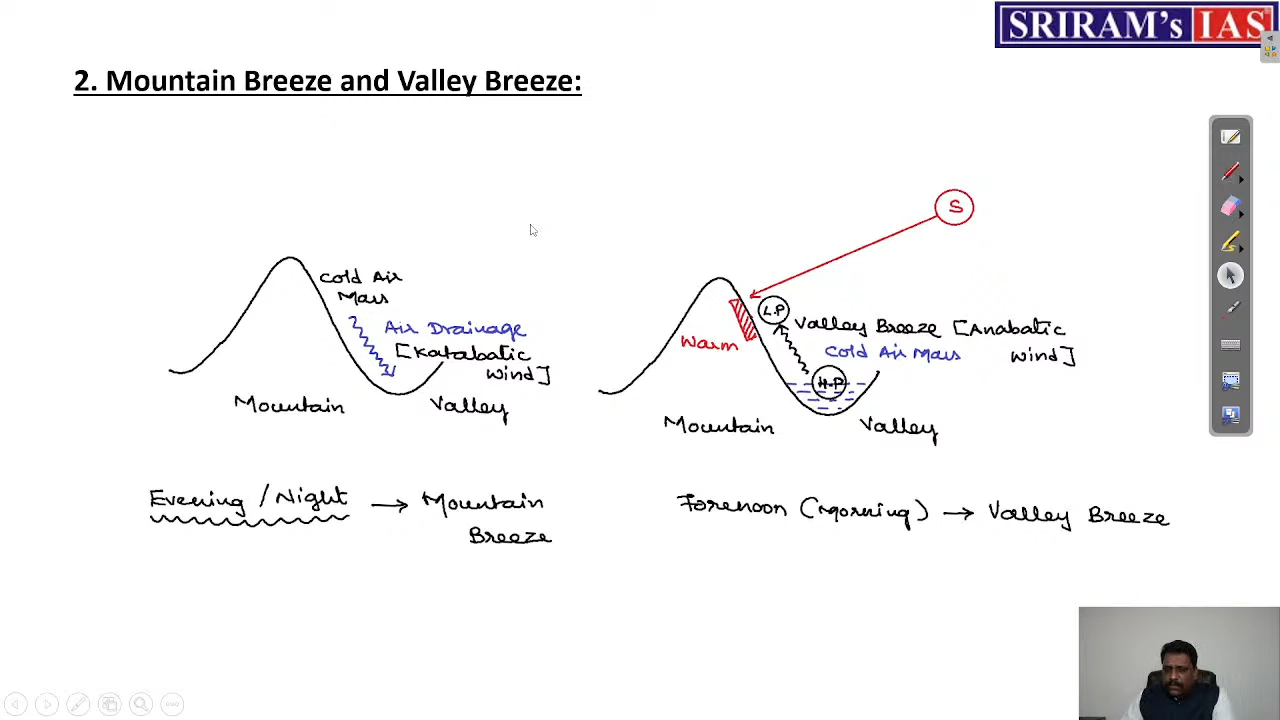 SRIRAM's IAS
2. Mountain Breeze and Valley Breeze:
Cold Air
Mass
Air Drainage
[Katabatic
Wind]
Mountain
Valley
Evening / Night → Mountain
Breeze
S
L.P
Warm
Valley Breeze [Anabatic
Wind]
Cold Air Mass
H.P
Mountain
Valley
Forenoon (Morning) → Valley Breeze